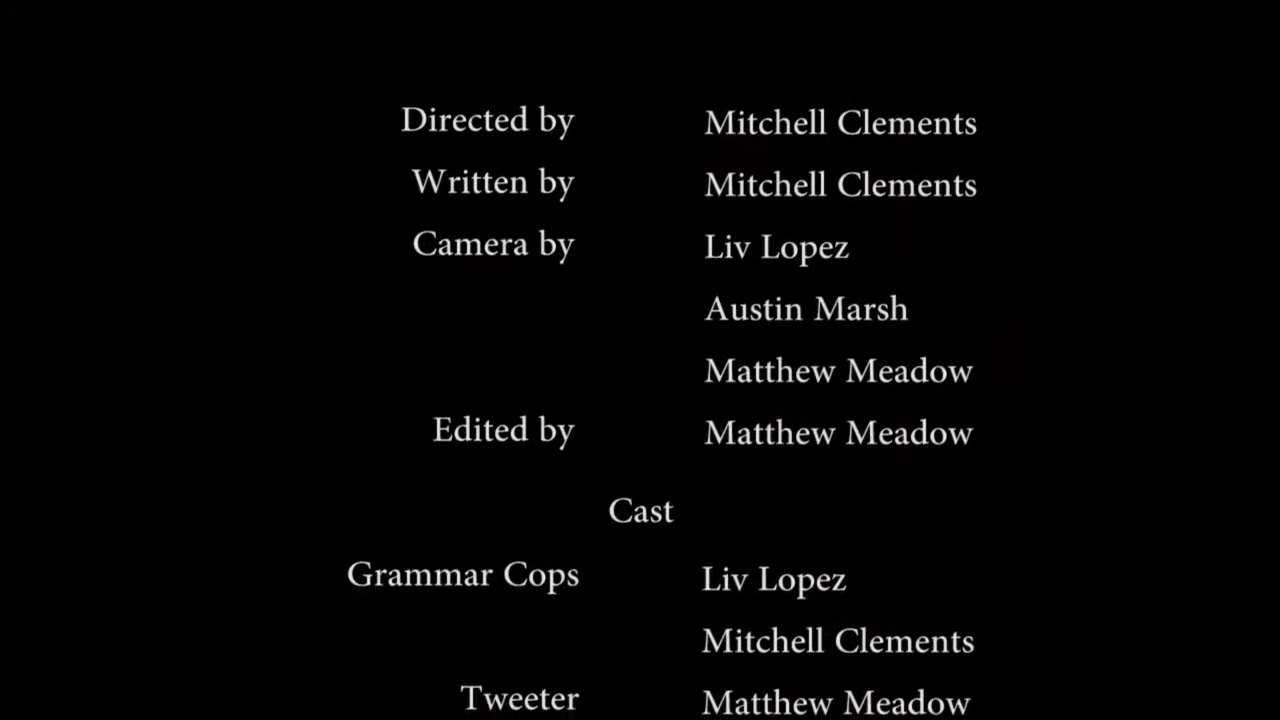 Directed by Mitchell Clements
Written by Mitchell Clements
Camera by Liv Lopez
Austin Marsh
Matthew Meadow
Edited by Matthew Meadow
Cast
Grammar Cops Liv Lopez
Mitchell Clements
Tweeter Matthew Meadow